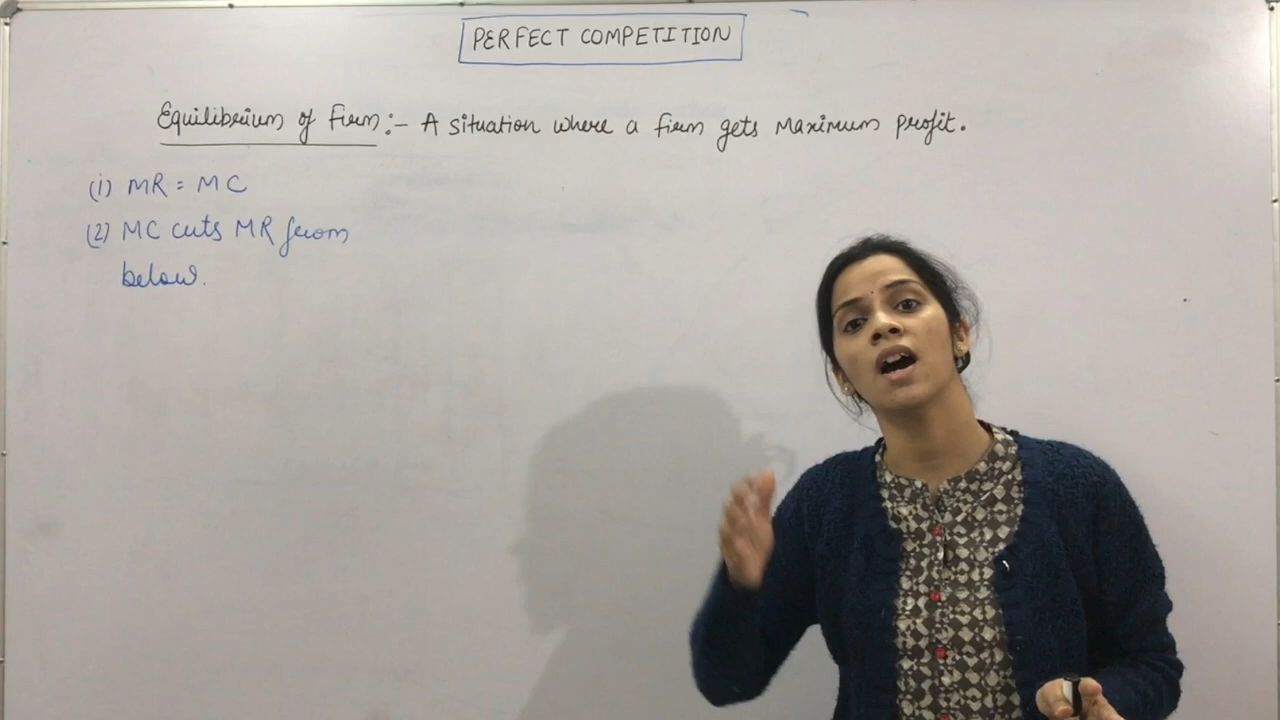 PERFECT COMPETITION
Equilibrium of Firm:- A situation where a firm gets Maximum profit.
(i) MR = MC
(2) MC cuts MR from
below.